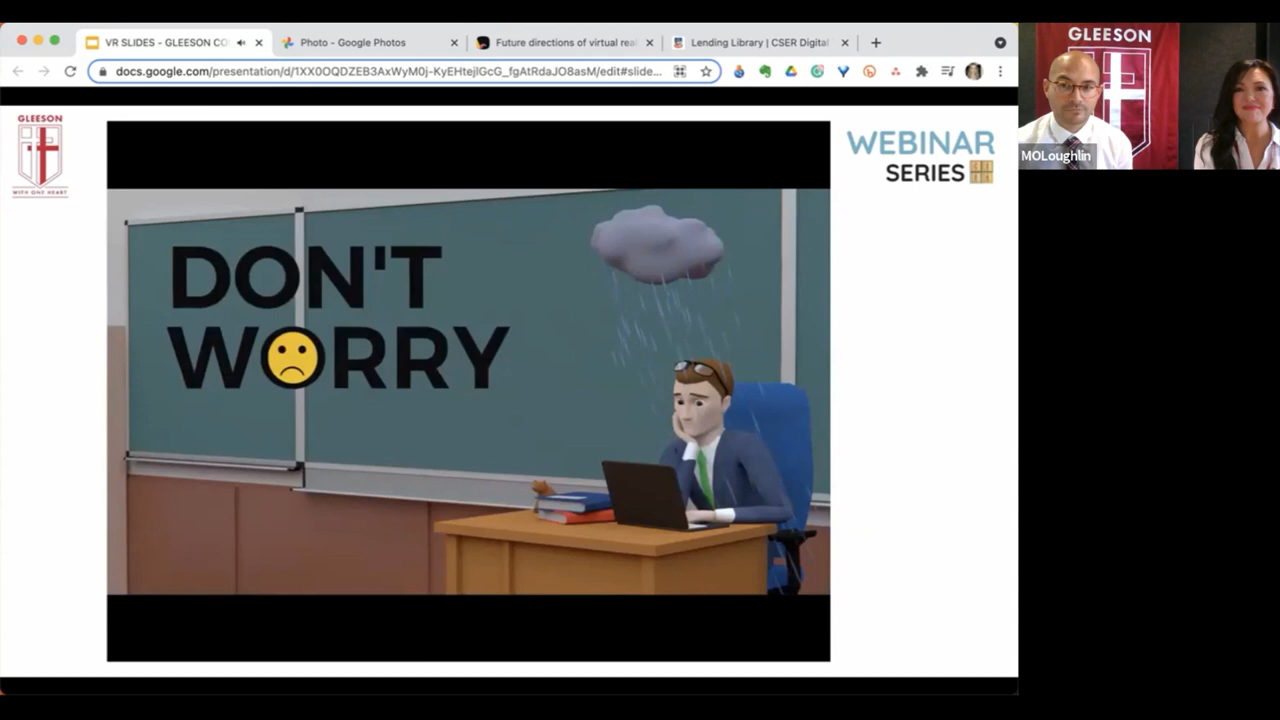 VR SLIDES - GLEESON CO
Photo - Google Photos
Future directions of virtual real
Lending Library | CSER Digital
docs.google.com/presentation/d/1XX0OQDZEB3AxWyM0j-KyEHtejlGcG_fgAtRdaJO8asM/edit#slide...
GLEESON
WITH ONE HEART
WEBINAR
SERIES
DON'T
WORRY
GLEESON
MOLoughlin